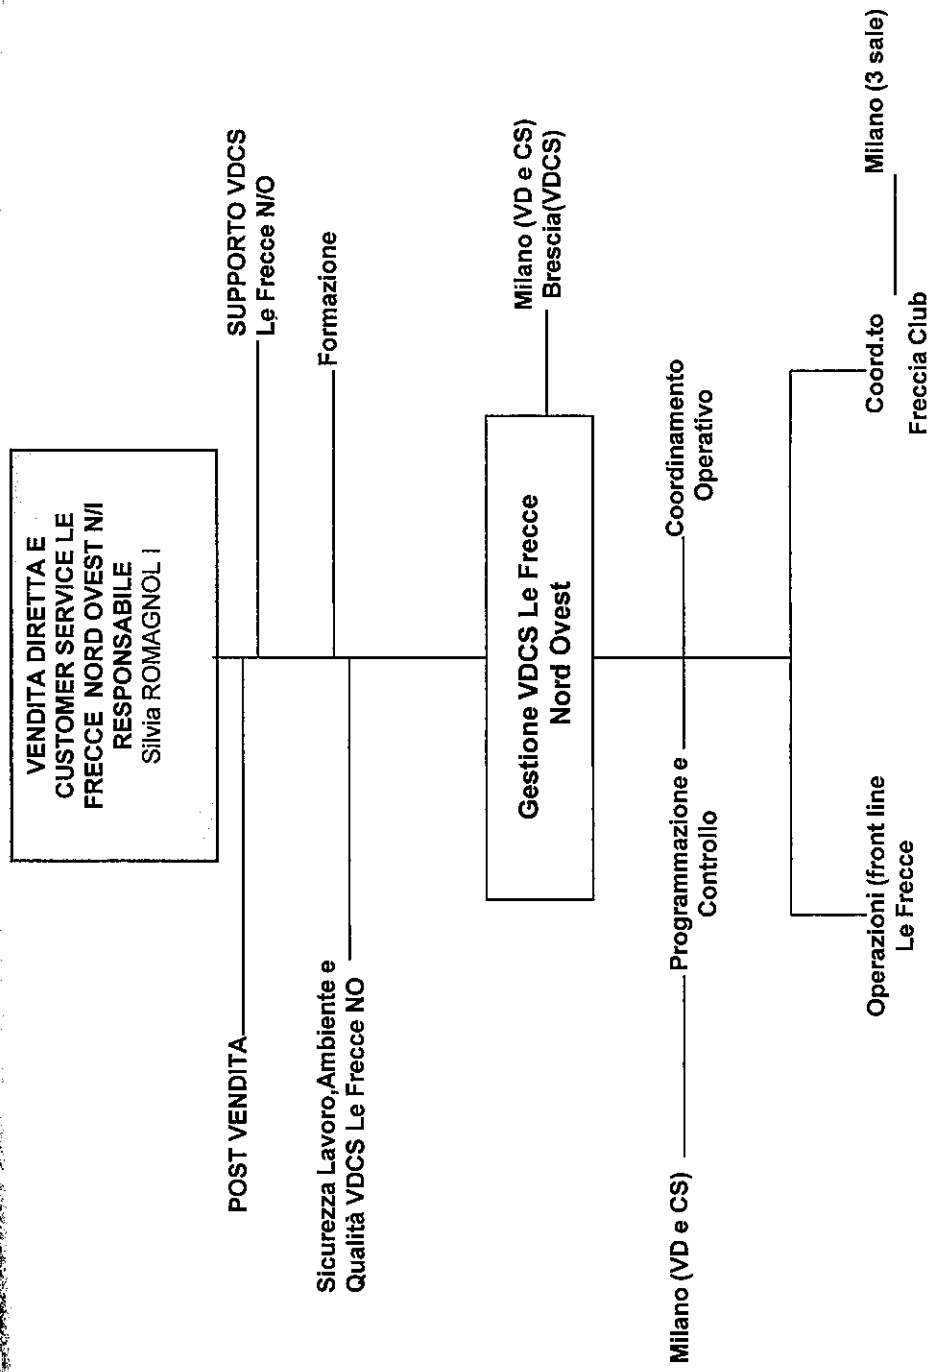 VENDITA DIRETTA E
CUSTOMER SERVICE LE
FRECCE NORD OVEST N/I
RESPONSABILE
Silvia ROMAGNOL I
POST VENDITA
SUPPORTO VDCS
Le Frecce N/O
Formazione
Sicurezza Lavoro,Ambiente e
Qualità VDCS Le Frecce NO
Gestione VDCS Le Frecce
Nord Ovest
Milano (VD e CS)
Brescia(VDCS)
Milano (VD e CS)
Programmazione e
Controllo
Coordinamento
Operativo
Operazioni (front line
Le Frecce
Coord.to
Freccia Club
Milano (3 sale)